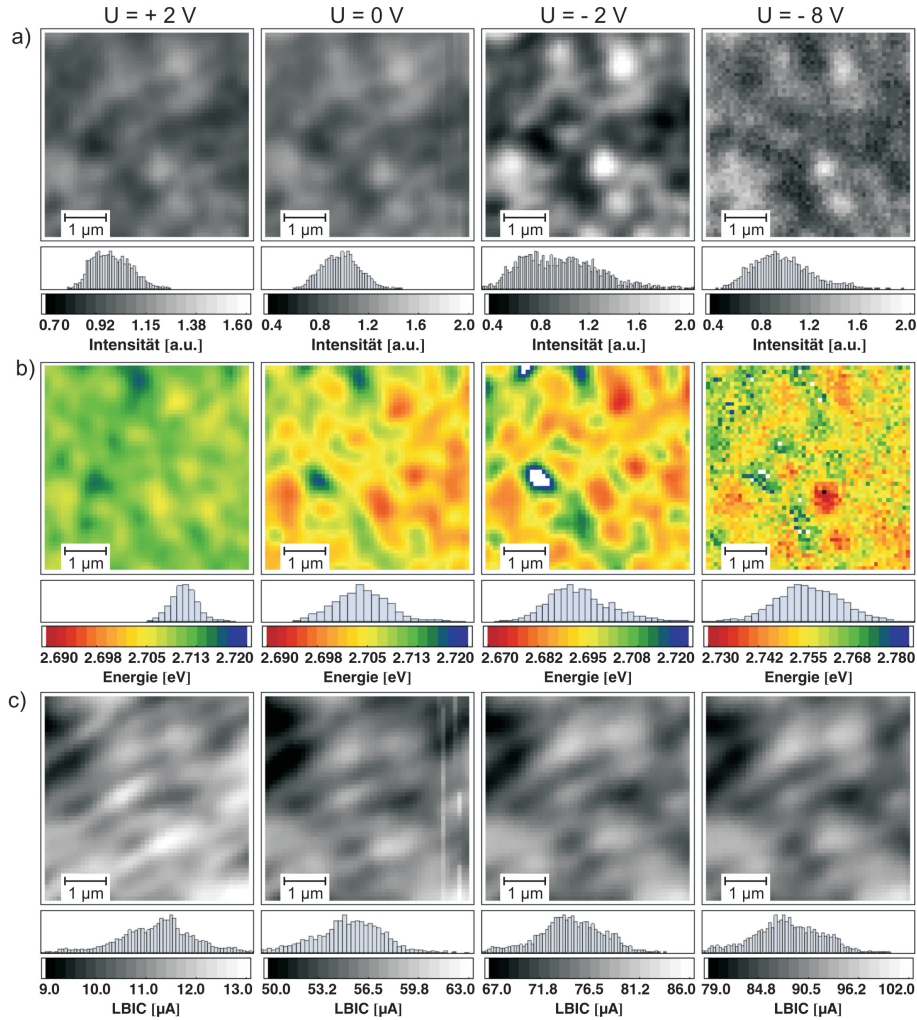 U = + 2 V U = 0 V U = - 2 V U = - 8 V
a)
1 µm 1 µm 1 µm 1 µm
0.70 0.92 1.15 1.38 1.60 0.4 0.8 1.2 2.0 0.4 0.8 1.2 2.0 0.4 0.8 1.2 2.0
Intensität [a.u.] Intensität [a.u.] Intensität [a.u.] Intensität [a.u.]
b)
1 µm 1 µm 1 µm 1 µm
2.690 2.698 2.705 2.713 2.720 2.690 2.698 2.705 2.713 2.720 2.670 2.682 2.695 2.708 2.720 2.730 2.742 2.755 2.768 2.780
Energie [eV] Energie [eV] Energie [eV] Energie [eV]
c)
1 µm 1 µm 1 µm 1 µm
9.0 10.0 11.0 12.0 13.0 50.0 53.2 56.5 59.8 63.0 67.0 71.8 76.5 81.2 86.0 79.0 84.8 90.5 96.2 102.0
LBIC [µA] LBIC [µA] LBIC [µA] LBIC [µA]